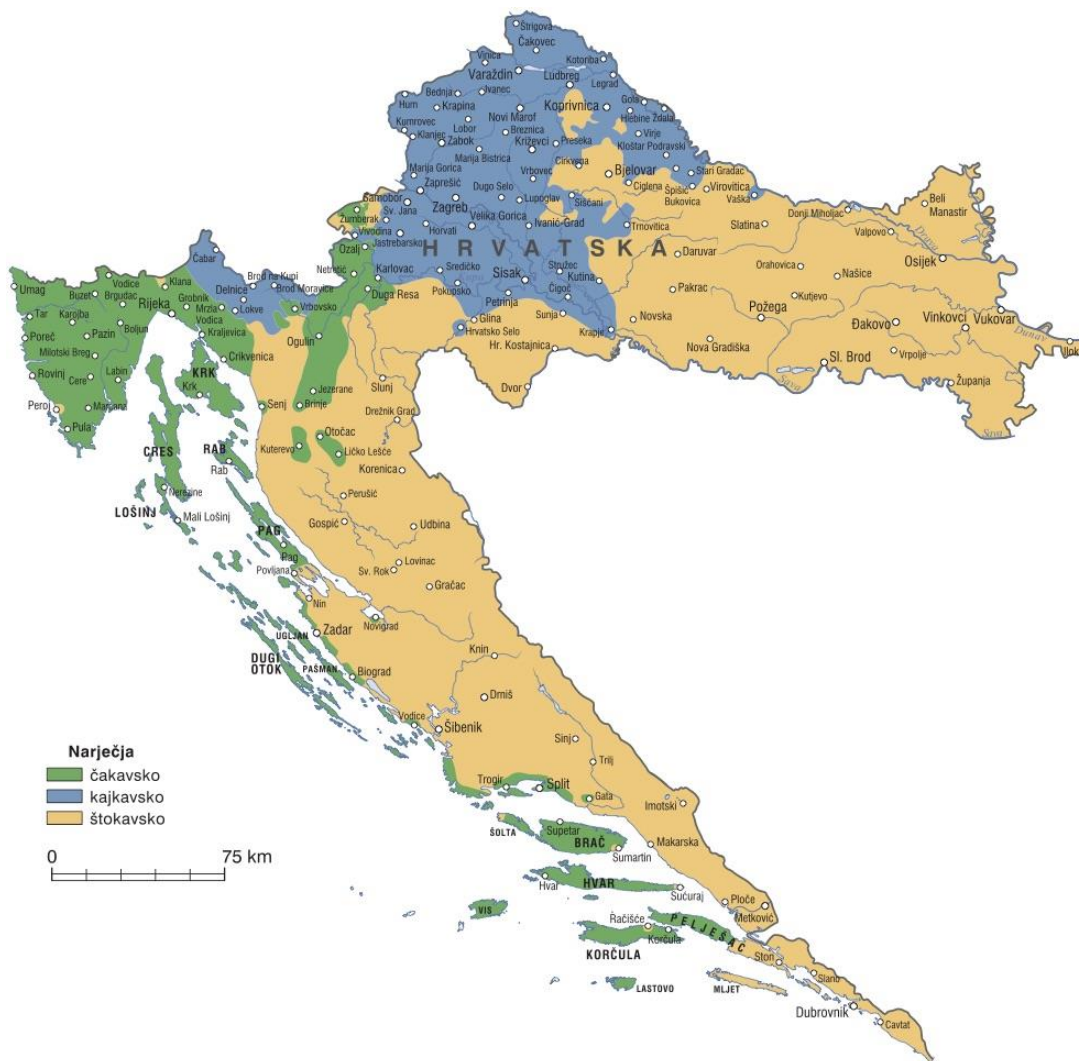 Štrigova
Čakovec
Vinica
Kotoriba
Varaždin
Ludbreg
Legrad
Bednja
Ivanec
Hum
Krapina
Koprivnica
Gola
Hlebine
Ždala
Kumrovec
Lobor
Novi Marof
Klanjec
Zabok
Breznica
Virje
Križevci
Preseka
Kloštar Podravski
Marija Bistrica
Cirkvena
Marija Gorica
Vrbovec
Bjelovar
Stari Gradac
Zaprešić
Dugo Selo
Ciglena
Špišić
Bukovica
Virovitica
Vaška
Samobor
Zagreb
Lupoglav
Siščani
Beli
Manastir
Žumberak
Sv. Jana
Velika Gorica
Ivanić-Grad
Trnovitica
Slatina
Donji Miholjac
Drava
Vivodina
Horvati
Valpovo
Jastrebarsko
HRVATSKA
Čabar
Ozalj
Daruvar
Osijek
Netretić
Sredičko
Stružec
Orahovica
Umag
Vodice
Klana
Brod na Kupi
Karlovac
Sisak
Kutina
Našice
Buzet
Brgudac
Delnice
Brod Moravice
Pokupsko
Čigoč
Pakrac
Grobnik
Duga Resa
Petrinja
Kutjevo
Tar
Karojba
Rijeka
Mrzla
Vodica
Lokve
Vrbovsko
Sunja
Požega
Vukovar
Boljun
Glina
Novska
Đakovo
Vinkovci
Dunav
Poreč
Pazin
Kraljevica
Hrvatsko Selo
Krapje
Ilok
Milotski Breg
Ogulin
Hr. Kostajnica
Nova Gradiška
Vrpolje
Crikvenica
Sl. Brod
Rovinj
Cere
Labin
KRK
Slunj
Dvor
Sava
Županja
Krk
Jezerane
Peroj
Marčana
Senj
Brinje
Drežnik Grad
Pula
Sava
Otočac
CRES
RAB
Kuterevo
Ličko Lešće
Rab
Korenica
Nerezine
Perušić
LOŠINJ
Mali Lošinj
PAG
Gospić
Udbina
Pag
Lovinac
Povljana
Sv. Rok
Gračac
Nin
Novigrad
UGLJAN
Zadar
DUGI
OTOK
PAŠMAN
Knin
Biograd
Drniš
Vodice
Šibenik
Sinj
Narječja
Trilj
čakavsko
Trogir
Split
kajkavsko
Gata
Imotski
štokavsko
ŠOLTA
Supetar
0
75 km
BRAČ
Makarska
Sumartin
Hvar
HVAR
Sućuraj
Ploče
VIS
Metković
Račišće
PELJEŠAC
Korčula
KORČULA
Ston
Slano
LASTOVO
MLJET
Dubrovnik
Cavtat